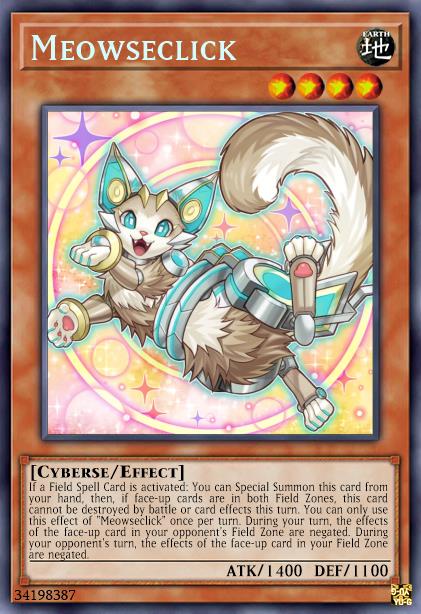 MEOWSECLICK
EARTH
地
[CYBERSE/EFFECT]
If a Field Spell Card is activated: You can Special Summon this card from
your hand, then, if face-up cards are in both Field Zones, this card
cannot be destroyed by battle or card effects this turn. You can only use
this effect of "Meowseclick" once per turn. During your turn, the effects
of the face-up card in your opponent's Field Zone are negated. During
your opponent's turn, the effects of the face-up card in your Field Zone
are negated.
ATK/1400 DEF/1100
34198387